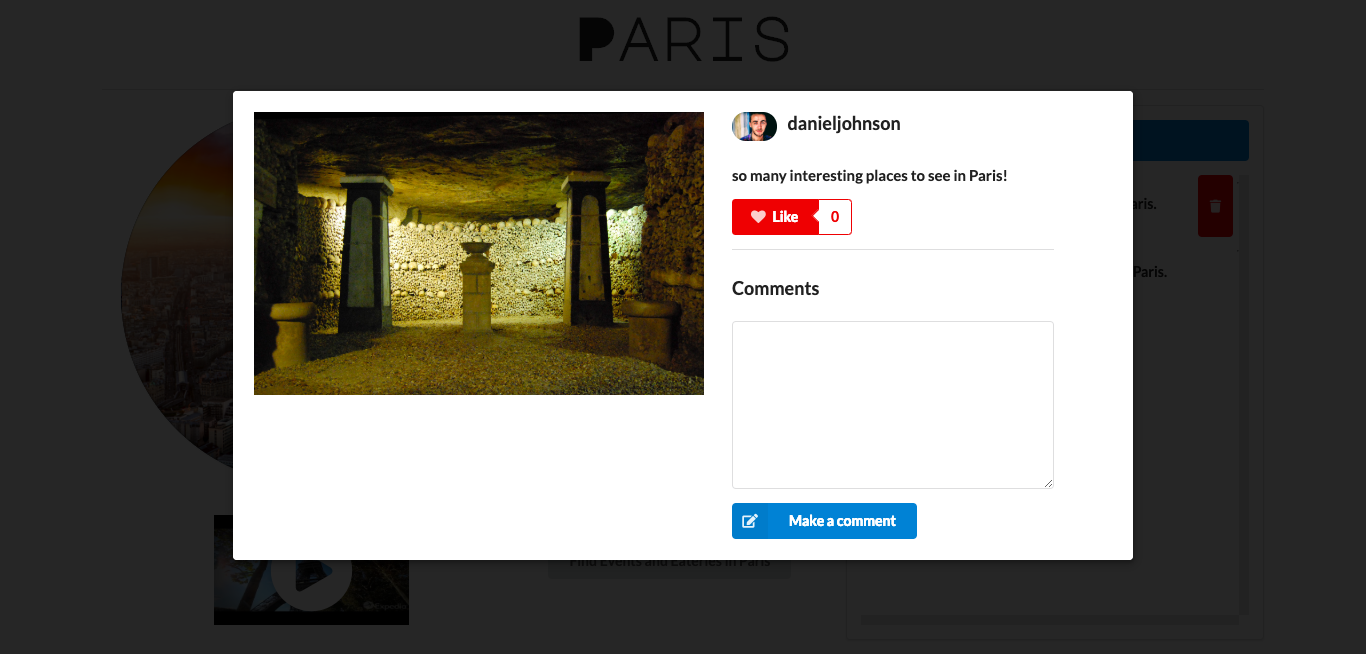 PARIS
danieljohnson
so many interesting places to see in Paris!
Like 0
aris.
Paris.
Comments
Make a comment
Find Events and Eateries in Paris
Expedia